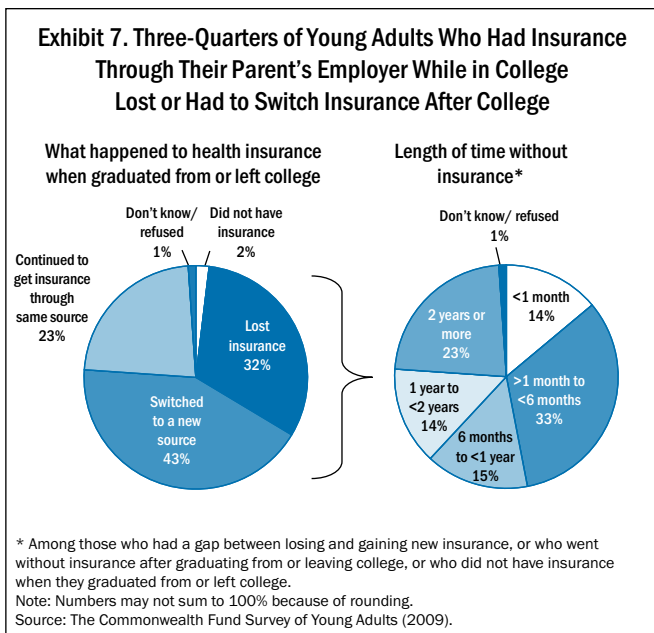 Exhibit 7. Three-Quarters of Young Adults Who Had Insurance
Through Their Parent’s Employer While in College
Lost or Had to Switch Insurance After College
What happened to health insurance
when graduated from or left college
Don’t know/
refused
1%
Did not have
insurance
2%
Continued to
get insurance
through
same source
23%
Lost
insurance
32%
Switched
to a new
source
43%
Length of time without
insurance*
Don’t know/ refused
1%
<1 month
14%
2 years or
more
23%
>1 month to
<6 months
33%
1 year to
<2 years
14%
6 months
to <1 year
15%
* Among those who had a gap between losing and gaining new insurance, or who went
without insurance after graduating from or leaving college, or who did not have insurance
when they graduated from or left college.
Note: Numbers may not sum to 100% because of rounding.
Source: The Commonwealth Fund Survey of Young Adults (2009).